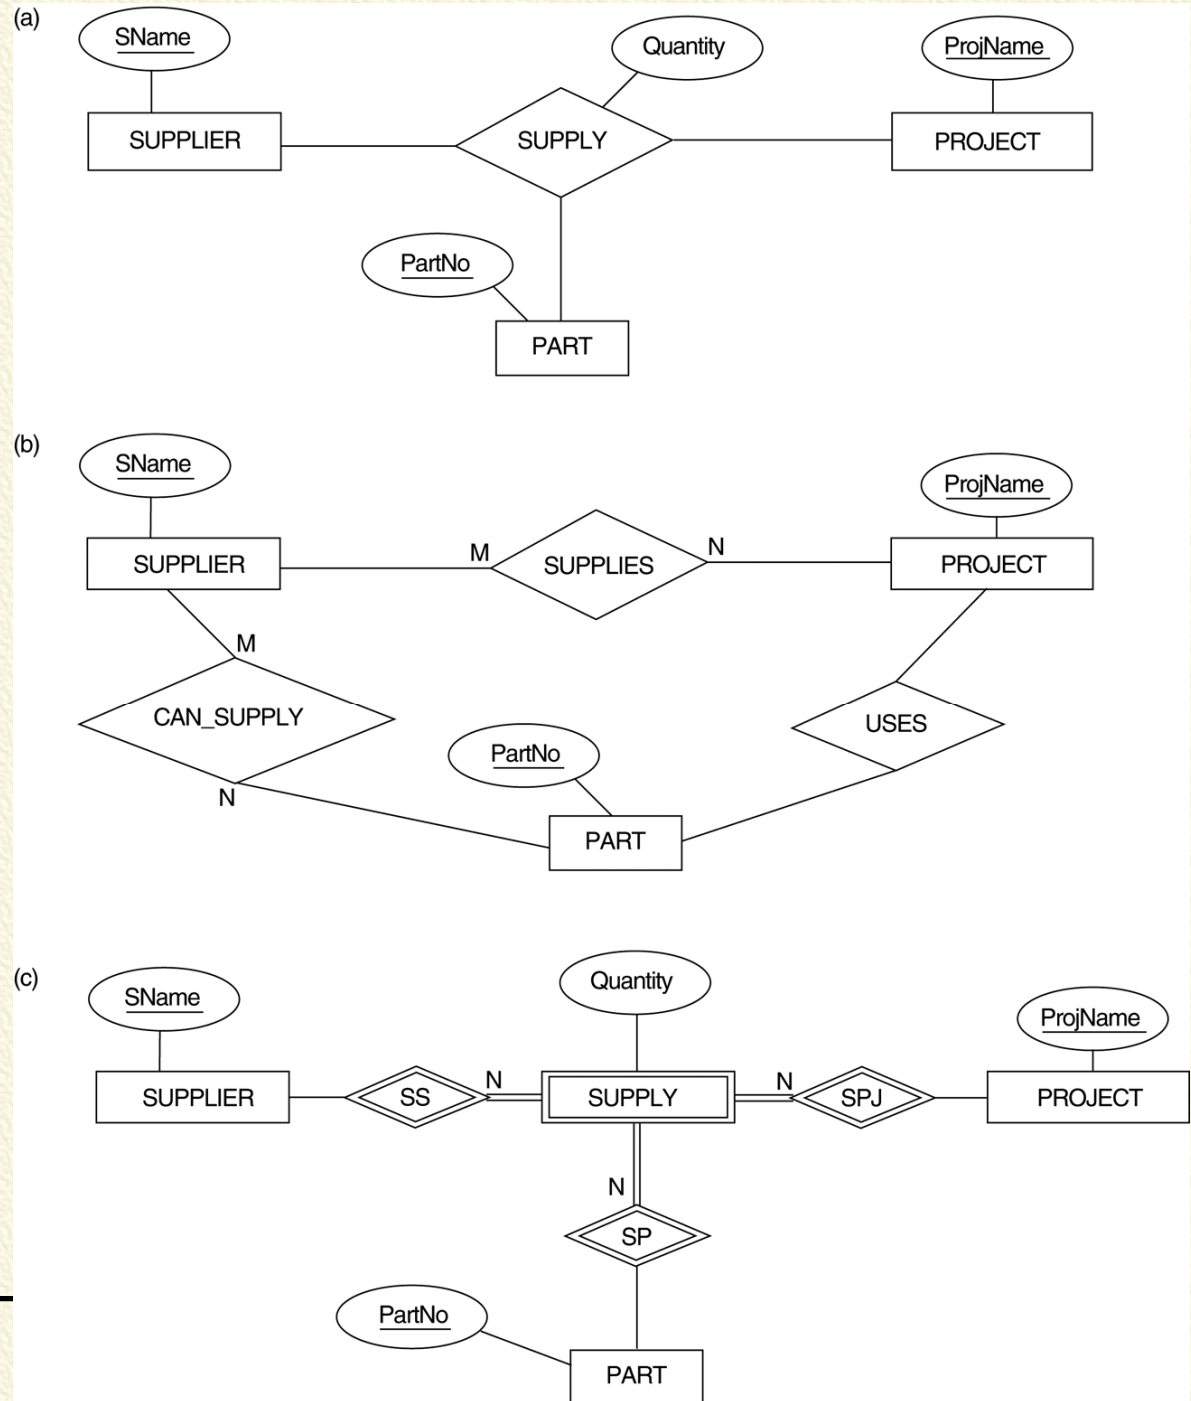 (a)
SName
Quantity
ProjName
SUPPLIER
SUPPLY
PROJECT
PartNo
PART
(b)
SName
ProjName
SUPPLIER
M
SUPPLIES
N
PROJECT
M
CAN_SUPPLY
USES
PartNo
N
PART
(c)
SName
Quantity
ProjName
SUPPLIER
SS
N
SUPPLY
N
SPJ
PROJECT
N
SP
PartNo
PART